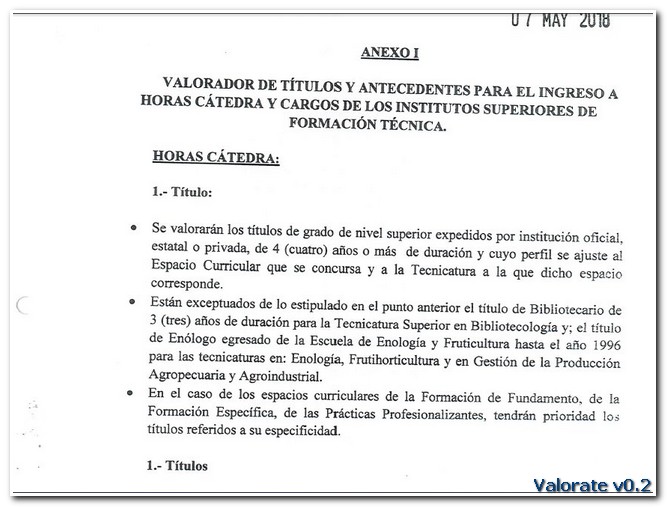 07 MAY 2018
ANEXO I
VALORADOR DE TÍTULOS Y ANTECEDENTES PARA EL INGRESO A
HORAS CÁTEDRA Y CARGOS DE LOS INSTITUTOS SUPERIORES DE
FORMACIÓN TÉCNICA.
HORAS CÁTEDRA:
1.- Título:
• Se valorarán los títulos de grado de nivel superior expedidos por institución oficial,
estatal o privada, de 4 (cuatro) años o más de duración y cuyo perfil se ajuste al
Espacio Curricular que se concursa y a la Tecnicatura a la que dicho espacio
corresponde.
• Están exceptuados de lo estipulado en el punto anterior el título de Bibliotecario de
3 (tres) años de duración para la Tecnicatura Superior en Bibliotecología y; el título
de Enólogo egresado de la Escuela de Enología y Fruticultura hasta el año 1996
para las tecnicaturas en: Enología, Frutihorticultura y en Gestión de la Producción
Agropecuaria y Agroindustrial.
• En el caso de los espacios curriculares de la Formación de Fundamento, de la
Formación Específica, de las Prácticas Profesionalizantes, tendrán prioridad los
títulos referidos a su especificidad.
1.- Títulos
Valorate v0.2